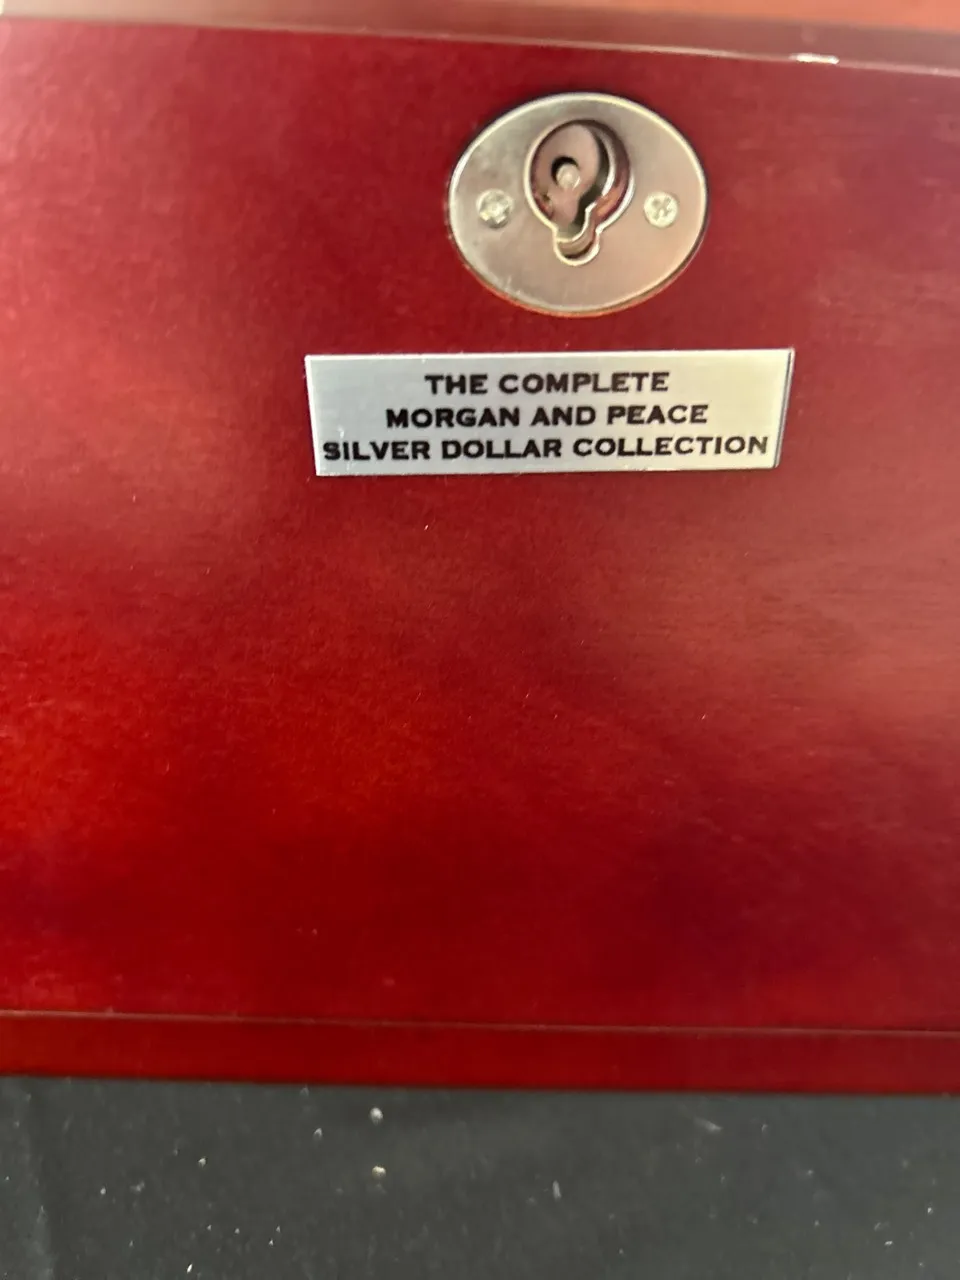 THE COMPLETE
MORGAN AND PEACE
SILVER DOLLAR COLLECTION